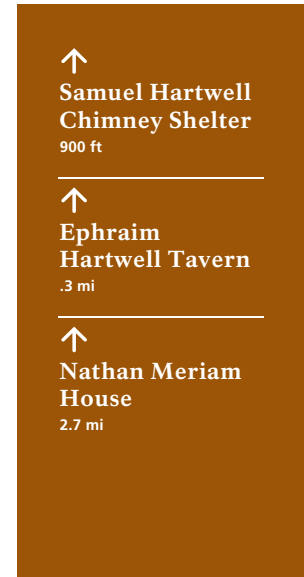 Samuel Hartwell
Chimney Shelter
900 ft
Ephraim
Hartwell Tavern
.3 mi
Nathan Meriam
House
2.7 mi